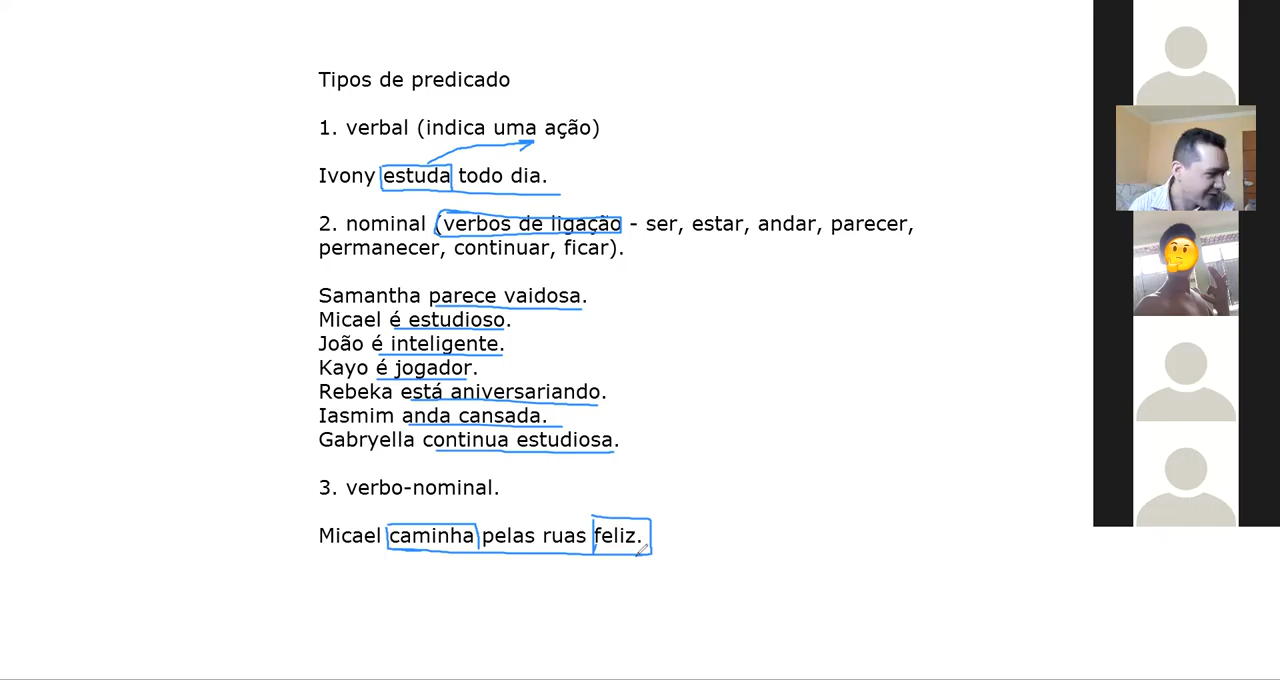 Tipos de predicado
1. verbal (indica uma ação)
Ivony estuda todo dia.
2. nominal (verbos de ligação - ser, estar, andar, parecer,
permanecer, continuar, ficar).
Samantha parece vaidosa.
Micael é estudioso.
João é inteligente.
Kayo é jogador.
Rebeka está aniversariando.
Iasmim anda cansada.
Gabryella continua estudiosa.
3. verbo-nominal.
Micael caminha pelas ruas feliz.